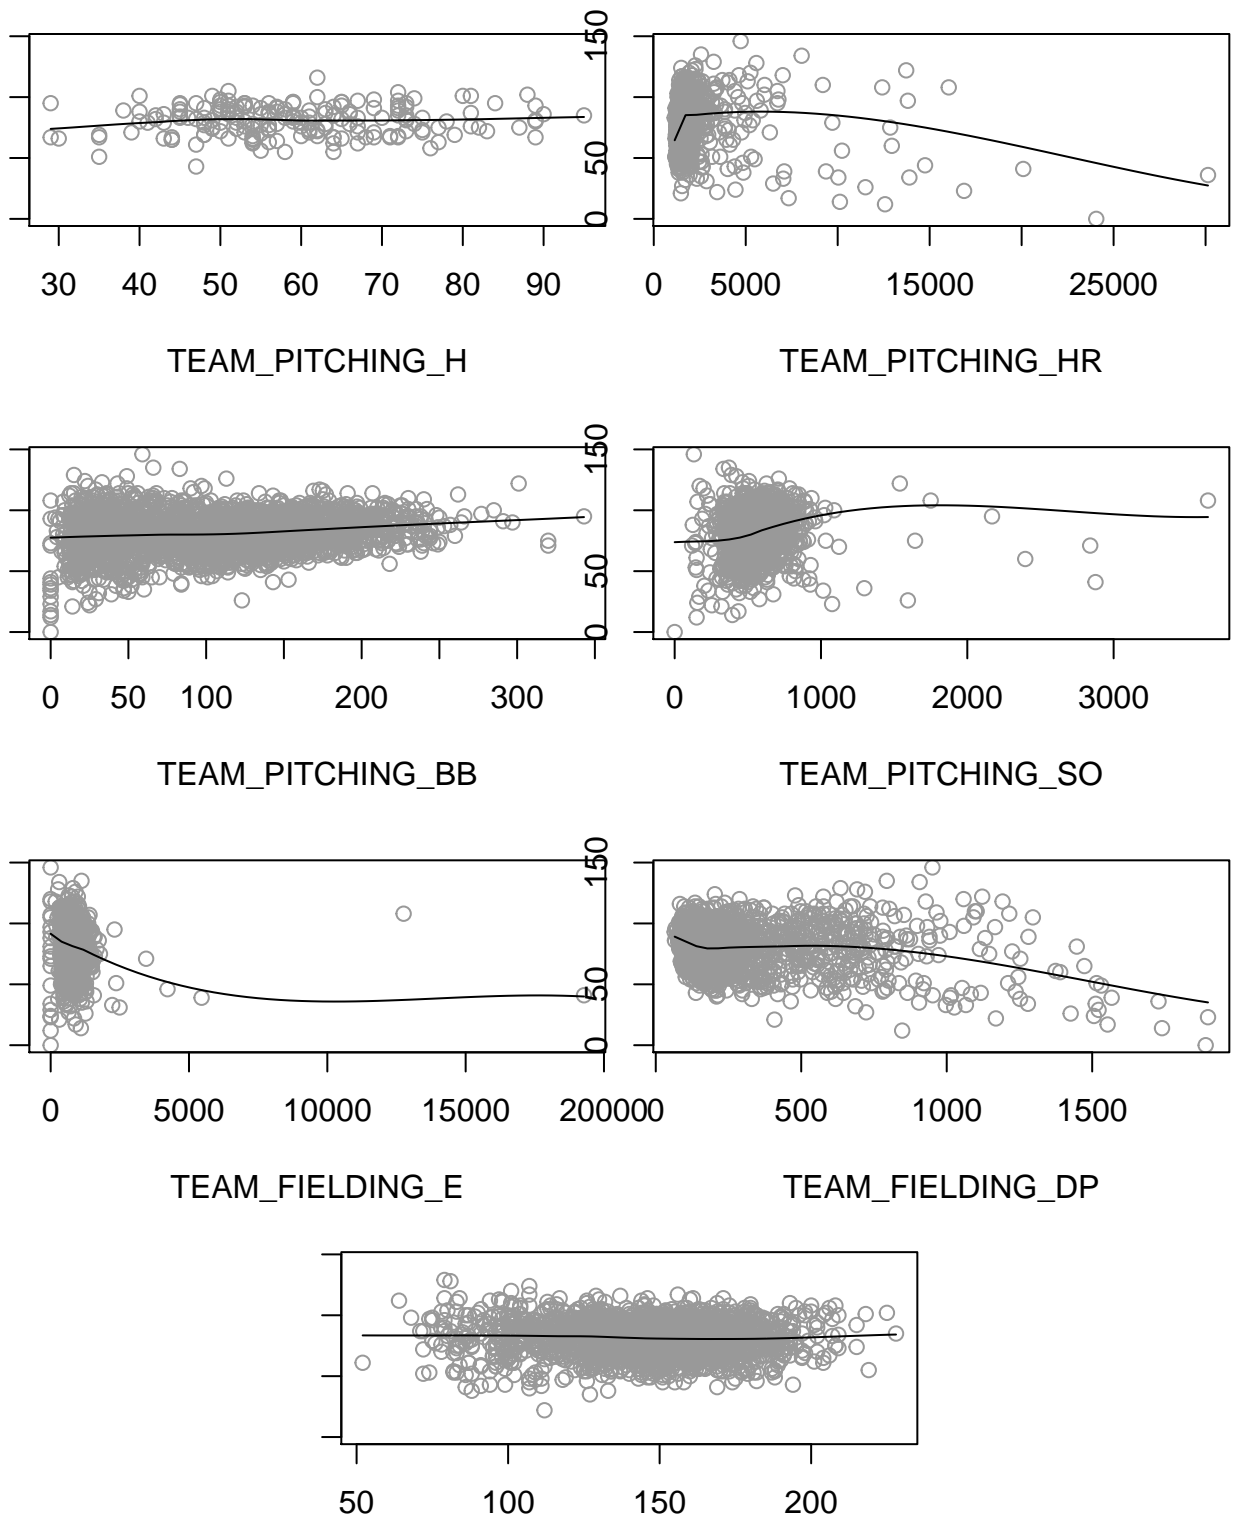 150
50
0
30 40 50 60 70 80 90
0 5000 15000 25000
TEAM_PITCHING_H
TEAM_PITCHING_HR
150
50
0
0 50 100 200 300
0 1000 2000 3000
TEAM_PITCHING_BB
TEAM_PITCHING_SO
150
50
0
0 5000 10000 15000 20000
0 500 1000 1500
TEAM_FIELDING_E
TEAM_FIELDING_DP
50 100 150 200